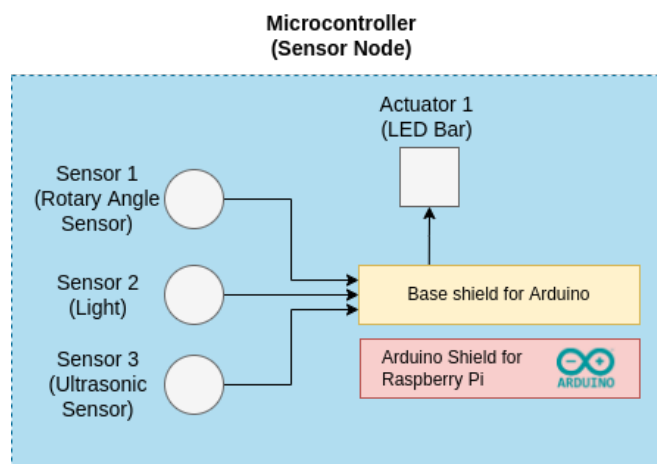 Microcontroller
(Sensor Node)
Actuator 1
(LED Bar)
Sensor 1
(Rotary Angle
Sensor)
Sensor 2
(Light)
Base shield for Arduino
Sensor 3
(Ultrasonic
Sensor)
Arduino Shield for
Raspberry Pi
ARDUINO